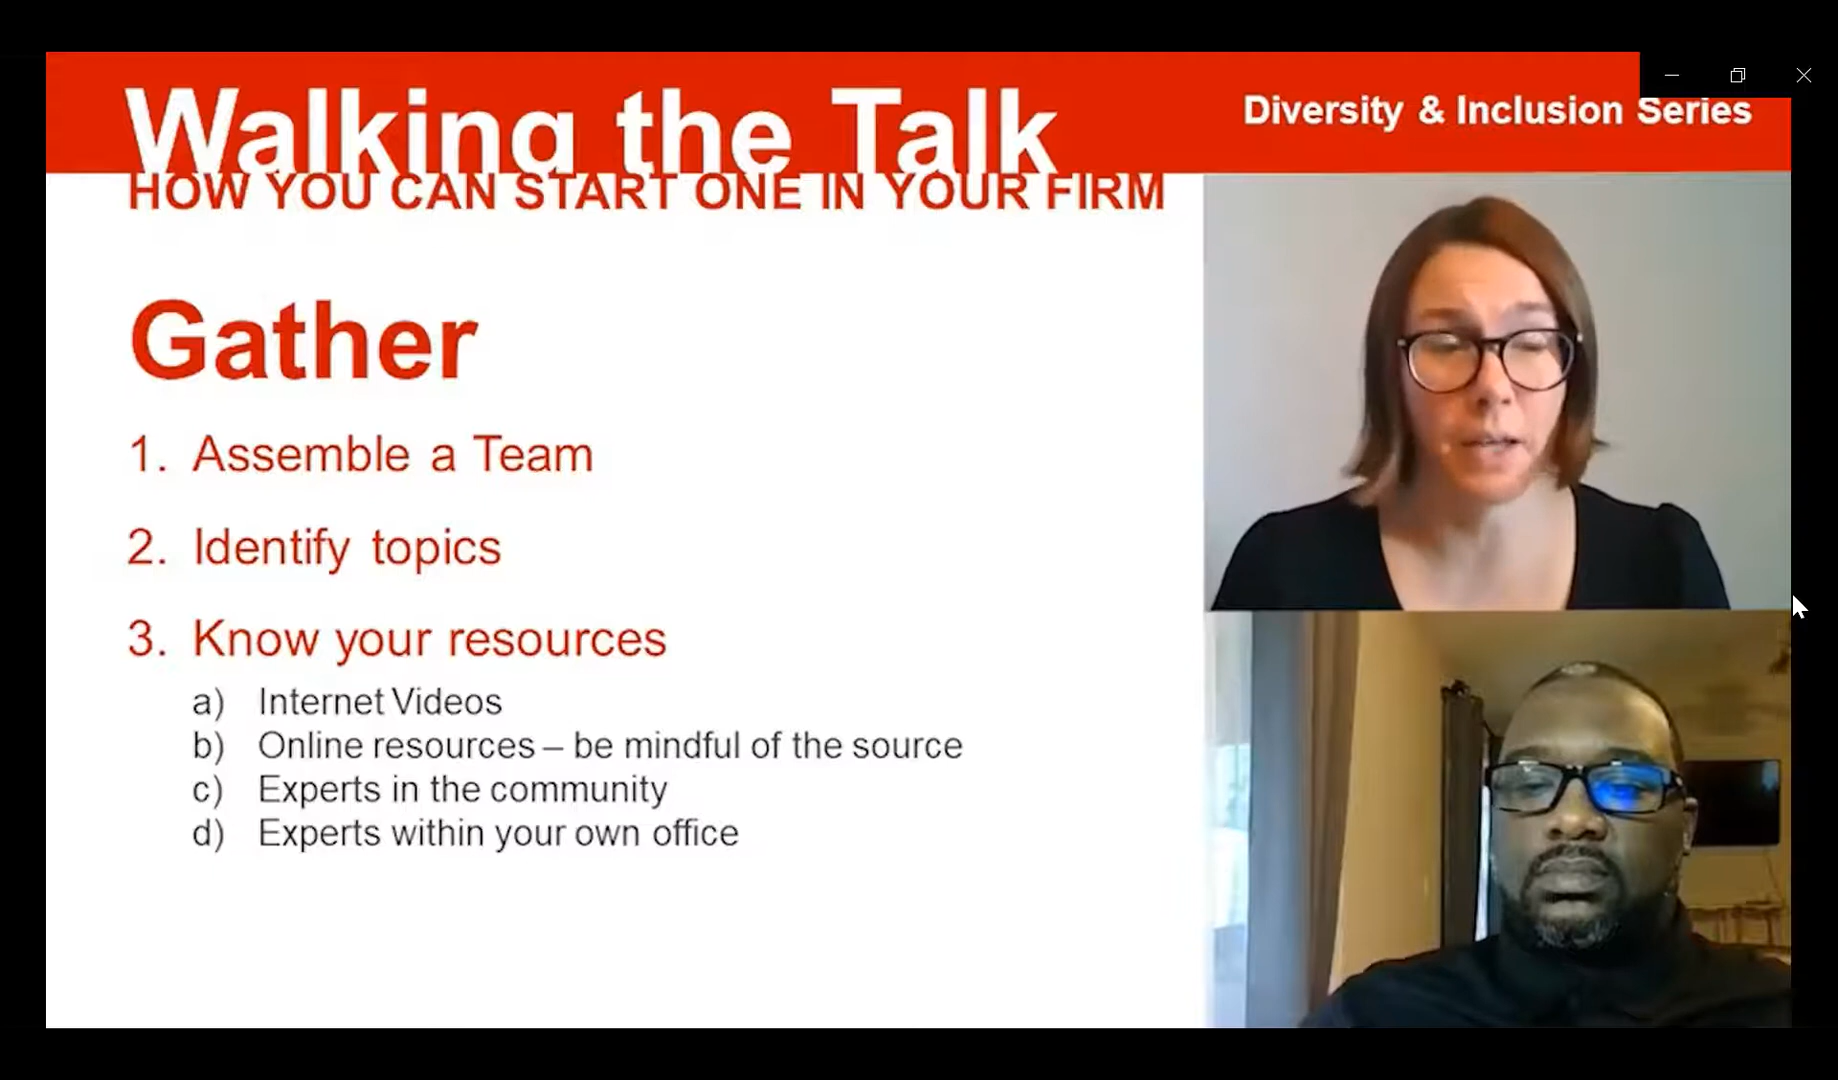 Walking the Talk
Diversity & Inclusion Series
HOW YOU CAN START ONE IN YOUR FIRM
Gather
1. Assemble a Team
2. Identify topics
3. Know your resources
a) Internet Videos
b) Online resources – be mindful of the source
c) Experts in the community
d) Experts within your own office